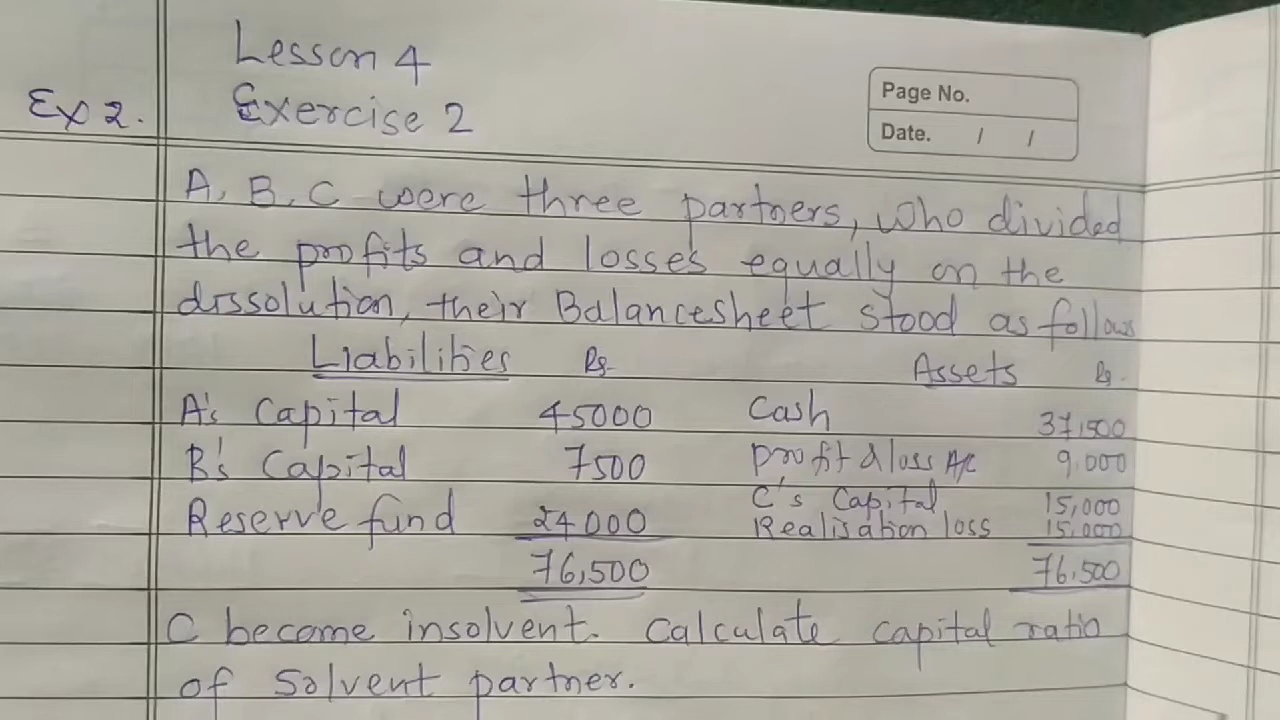 Lesson 4
Ex 2. Exercise 2
Page No.
Date. / /
A, B, C were three partners, who divided
the profits and losses equally on the
dissolution, their Balancesheet stood as follows
Liabilities Rs. Assets Rs.
A's Capital 45000 Cash 37,500
B's Capital 7500 Profit & loss A/c 9,000
C's Capital 15,000
Reserve fund 24000 Realisation loss 15,000
76,500 76,500
C become insolvent. Calculate capital ratio
of solvent partner.